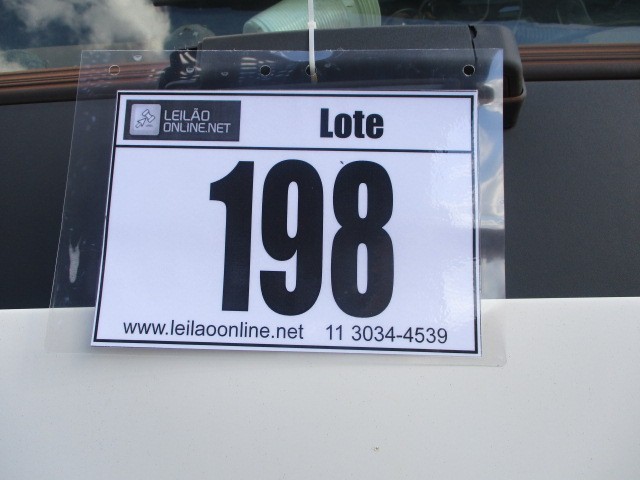 LEILÃO
ONLINE.NET
Lote
198
www.leilaoonline.net 11 3034-4539